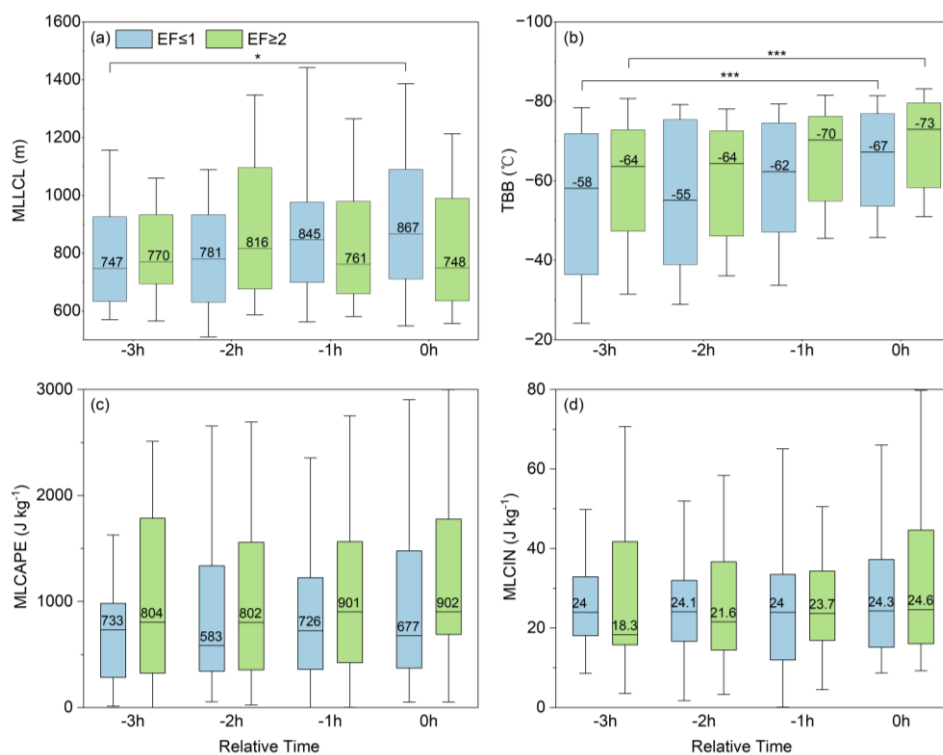 (a) EF≤1 EF≥2
*
MLLCL (m)
1600
1400
1200
1000
800
600
747 770 781 816 845 761 867 748
-3h -2h -1h 0h
(b)
***
***
TBB (℃)
−100
−80
−60
−40
−20
-58 -64 -55 -64 -62 -70 -67 -73
-3h -2h -1h 0h
(c)
MLCAPE (J kg⁻¹)
3000
2000
1000
0
733 804 583 802 726 901 677 902
-3h -2h -1h 0h
Relative Time
(d)
MLCIN (J kg⁻¹)
80
60
40
20
0
24 18.3 24.1 21.6 24 23.7 24.3 24.6
-3h -2h -1h 0h
Relative Time